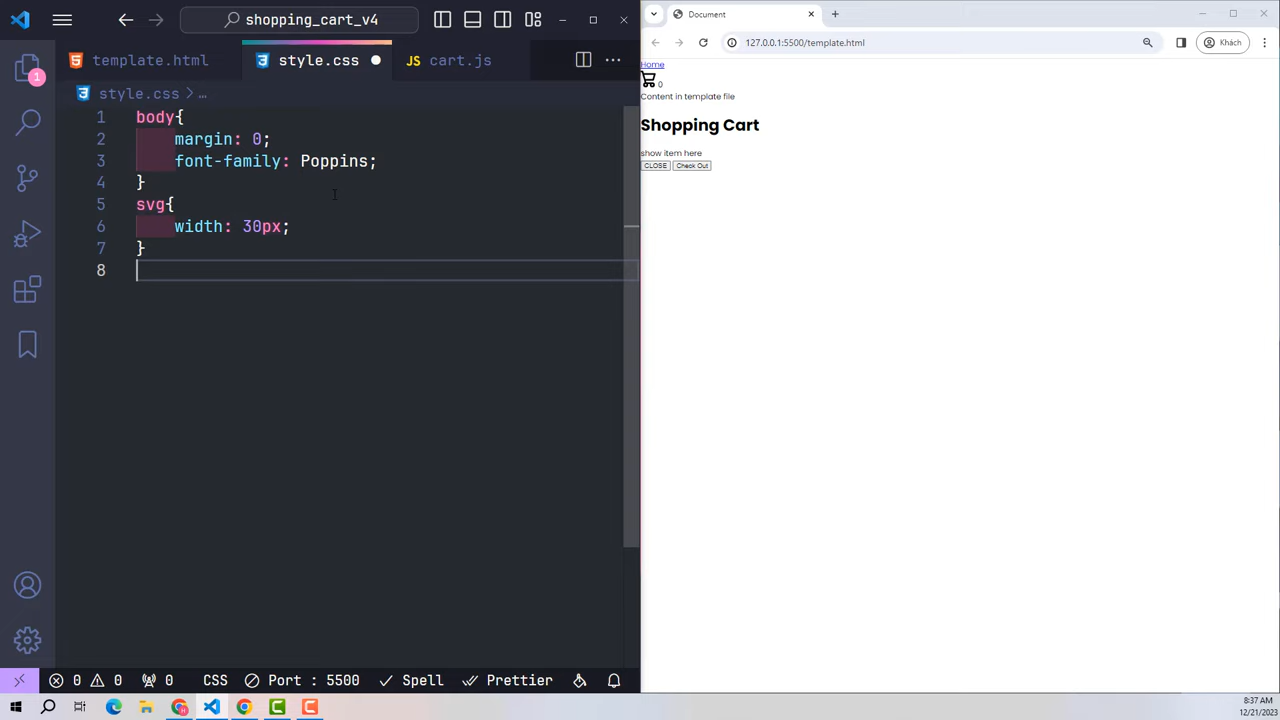 shopping_cart_v4
template.html
style.css
JS cart.js
style.css > …
1 body{
2 margin: 0;
3 font-family: Poppins;
4 }
5 svg{
6 width: 30px;
7 }
8
1
0 0 0 CSS Port : 5500 Spell Prettier
Document
127.0.0.1:5500/template.html
Khách
Home
0
Content in template file
Shopping Cart
show item here
CLOSE Check Out
8:37 AM
12/21/2023